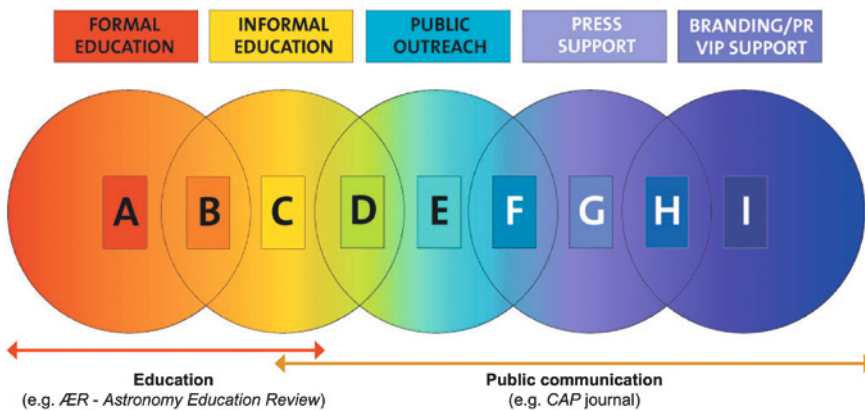 FORMAL
EDUCATION
INFORMAL
EDUCATION
PUBLIC
OUTREACH
PRESS
SUPPORT
BRANDING/PR
VIP SUPPORT
A B C D E F G H I
Education
(e.g. ÆR - Astronomy Education Review)
Public communication
(e.g. CAP journal)